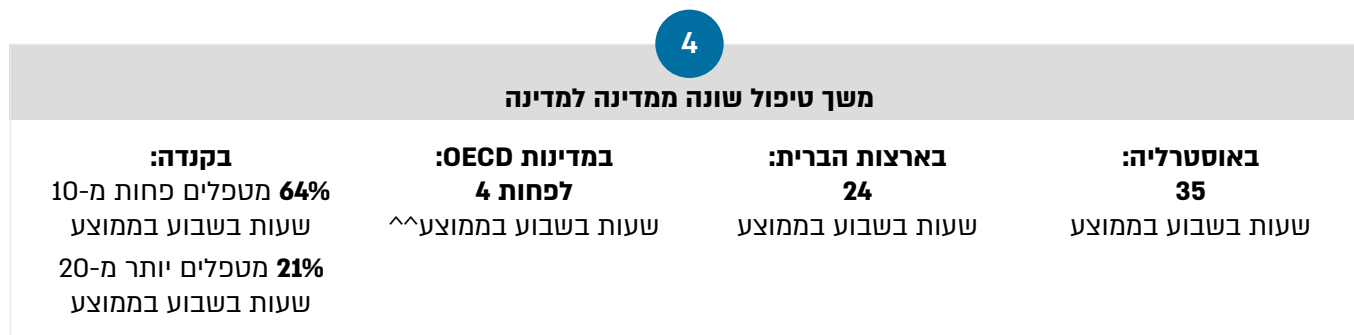 4
משך טיפול שונה ממדינה למדינה
באוסטרליה:
35
שעות בשבוע בממוצע
בארצות הברית:
24
שעות בשבוע בממוצע
במדינות OECD:
לפחות 4
שעות בשבוע בממוצע^^
בקנדה:
64% מטפלים פחות מ-10
שעות בשבוע בממוצע
21% מטפלים יותר מ-20
שעות בשבוע בממוצע